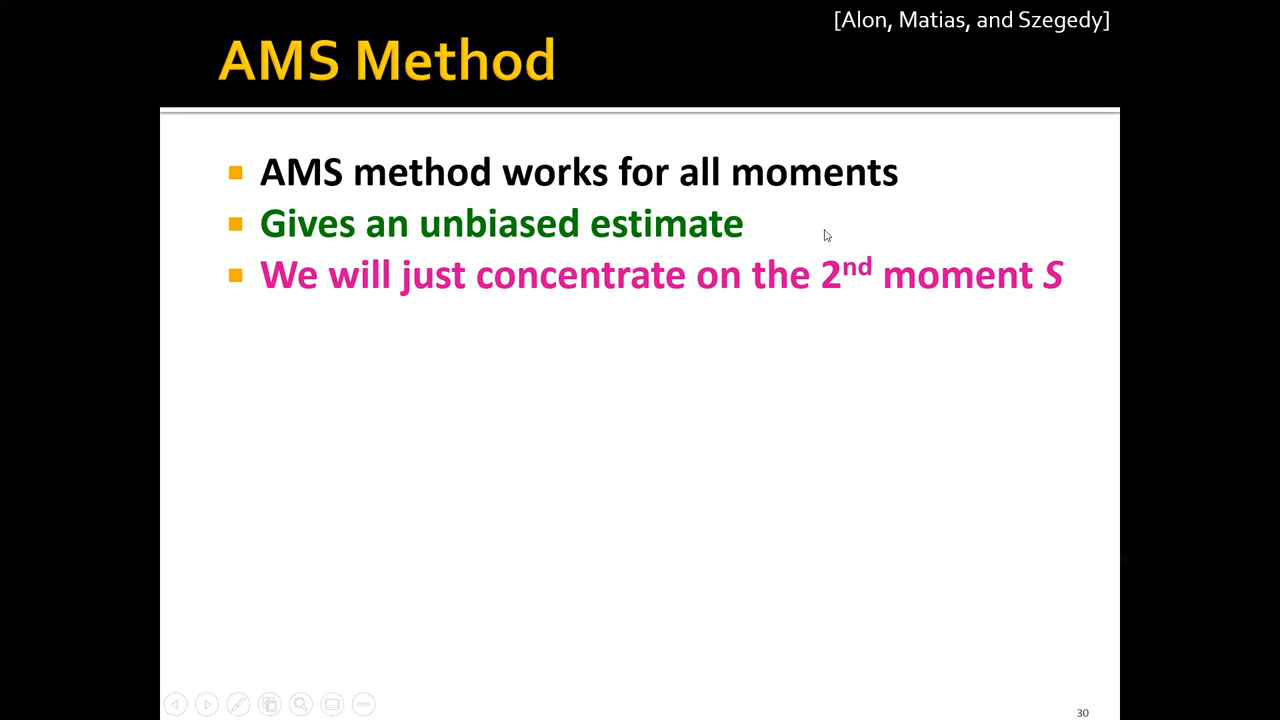 [Alon, Matias, and Szegedy]
AMS Method
AMS method works for all moments
Gives an unbiased estimate
We will just concentrate on the 2nd moment S
30